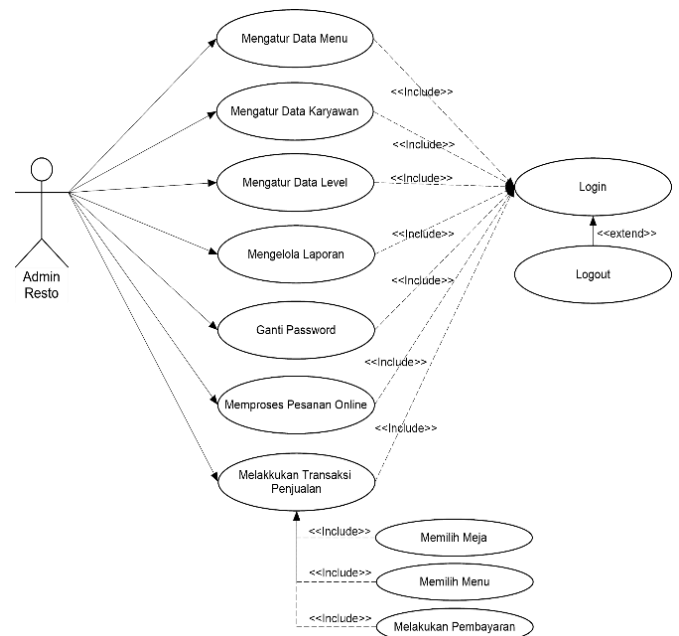 Mengatur Data Menu
<<Include>>
Mengatur Data Karyawan
<<Include>>
Mengatur Data Level
<<Include>>
Login
Admin
Resto
Mengelola Laporan
<<Include>>
<<extend>>
Logout
Ganti Password
<<Include>>
<<Include>>
Memproses Pesanan Online
<<Include>>
Melakkukan Transaksi
Penjualan
<<Include>>
Memilih Meja
<<Include>>
Memilih Menu
<<Include>>
Melakukan Pembayaran